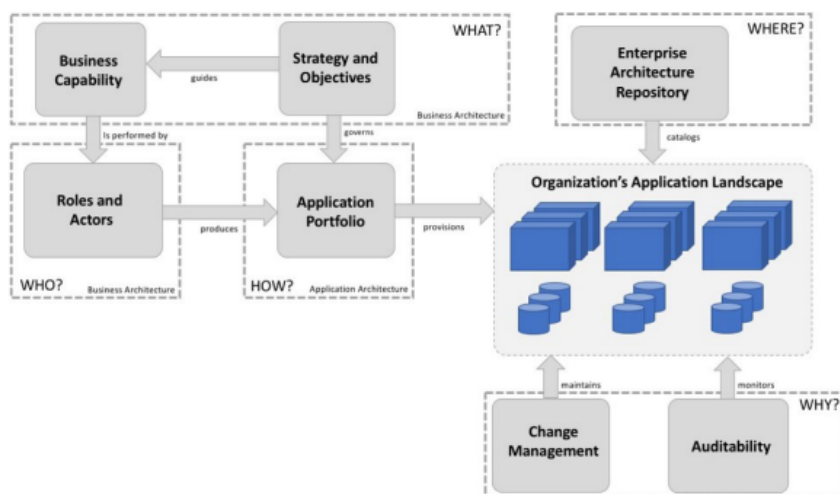 WHAT?
Business
Capability
guides
Strategy and
Objectives
Business Architecture
WHERE?
Enterprise
Architecture
Repository
Is performed by
governs
catalogs
Roles and
Actors
produces
Application
Portfolio
provisions
WHO?
Business Architecture
HOW?
Application Architecture
Organization's Application Landscape
maintains
monitors
WHY?
Change
Management
Auditability